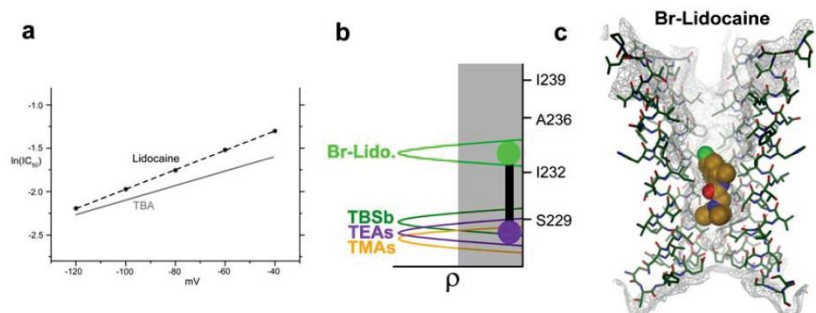 a
-1.0
-1.5
-2.0
-2.5
ln(IC50)
Lidocaine
TBA
-120 -100 -80 -60 -40
mV
b
Br-Lido.
TBSb
TEAs
TMAs
ρ
I239
A236
I232
S229
c
Br-Lidocaine